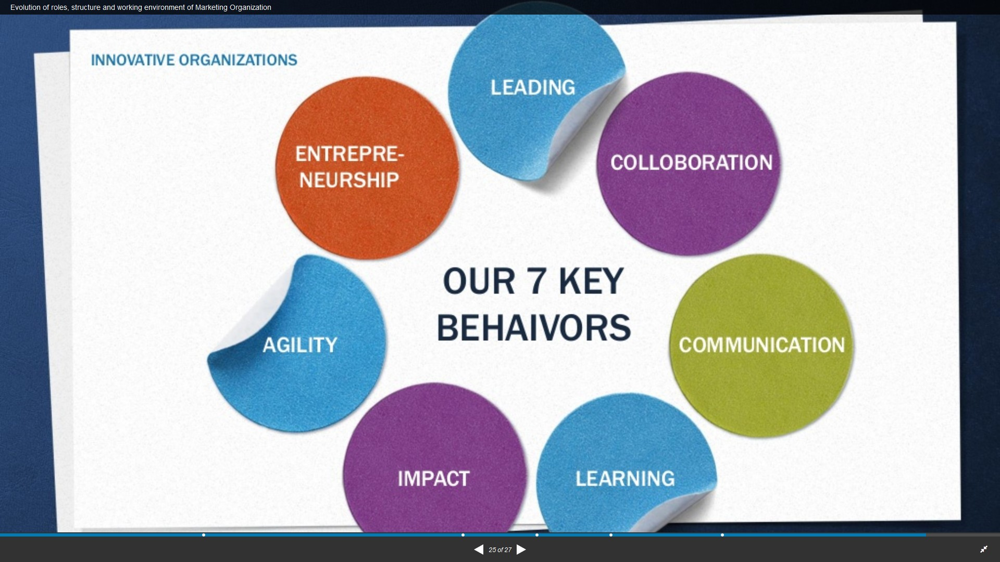 Evolution of roles, structure and working environment of Marketing Organization
INNOVATIVE ORGANIZATIONS
LEADING
COLLOBORATION
ENTREPRE-
NEURSHIP
OUR 7 KEY
BEHAIVORS
AGILITY
COMMUNICATION
IMPACT
LEARNING
25 of 27